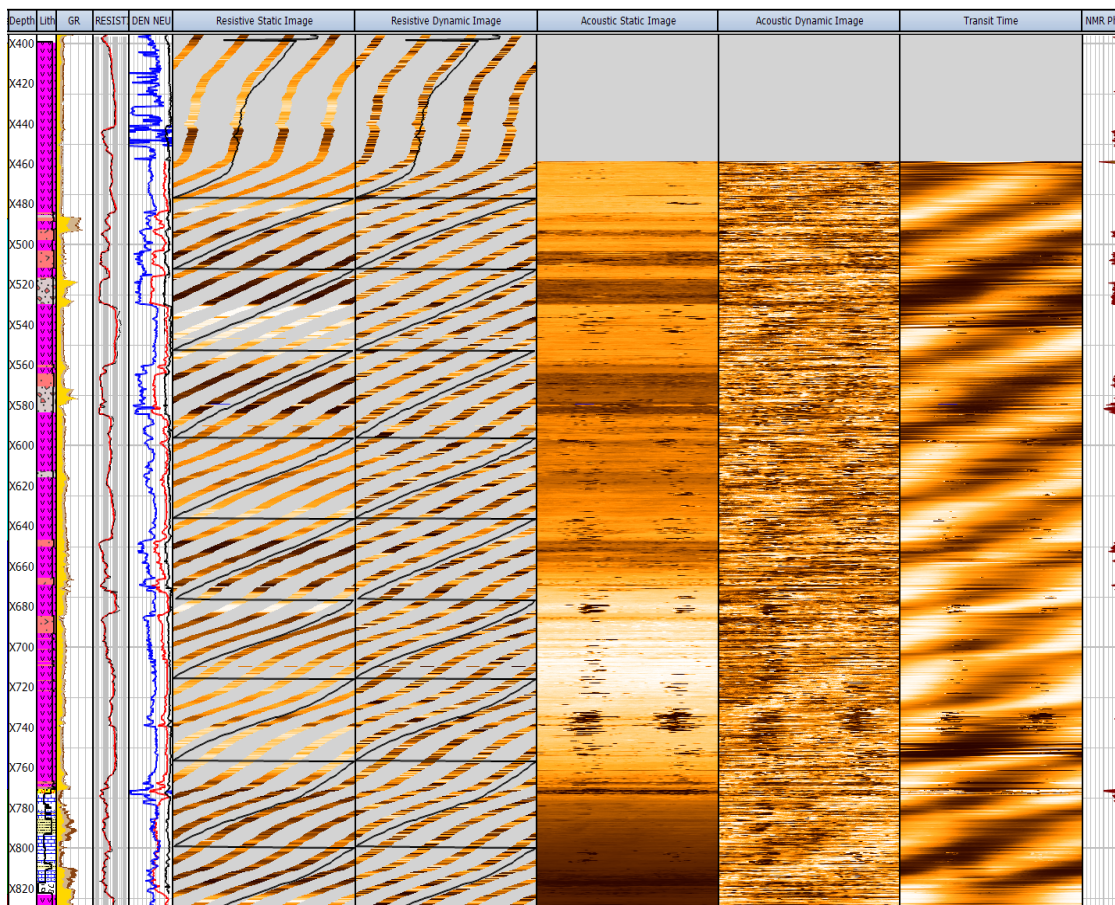 Depth Lith GR RESIST DEN NEU Resistive Static Image Resistive Dynamic Image Acoustic Static Image Acoustic Dynamic Image Transit Time NMR Ph
X400
X420
X440
X460
X480
X500
X520
X540
X560
X580
X600
X620
X640
X660
X680
X700
X720
X740
X760
X780
X800
X820